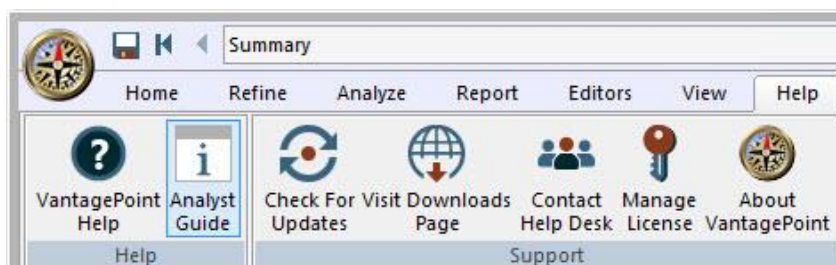 Summary
Home Refine Analyze Report Editors View Help
VantagePoint Analyst Check For Visit Downloads Contact Manage About
Help Guide Updates Page Help Desk License VantagePoint
Help Support